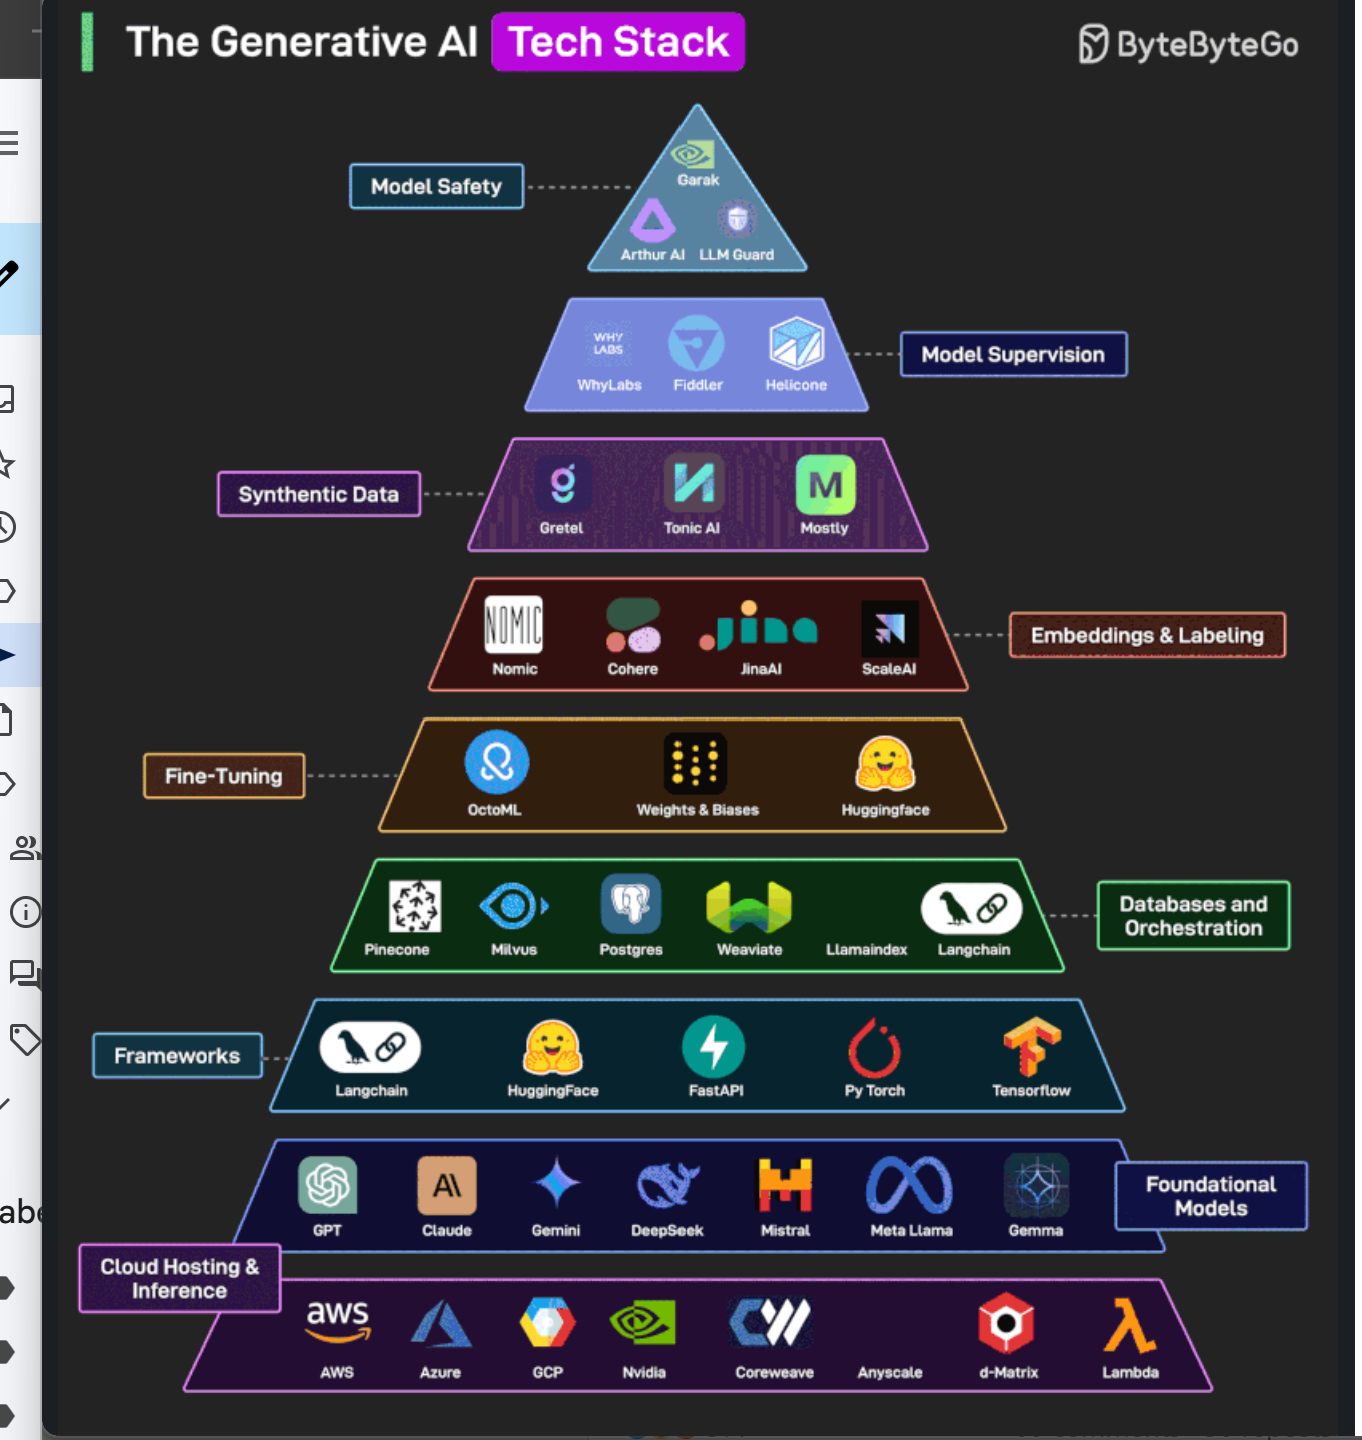 The Generative AI Tech Stack
ByteByteGo
Model Safety
Garak
Arthur AI LLM Guard
WHY
LABS
WhyLabs Fiddler Helicone
Model Supervision
Synthentic Data
M
Gretel Tonic AI Mostly
NOMIC
Jina
Nomic Cohere JinaAI ScaleAI
Embeddings & Labeling
Fine-Tuning
OctoML Weights & Biases Huggingface
Pinecone Milvus Postgres Weaviate Llamaindex Langchain
Databases and
Orchestration
Frameworks
Langchain HuggingFace FastAPI Py Torch Tensorflow
GPT Claude Gemini DeepSeek Mistral Meta Llama Gemma
Foundational
Models
abe
Cloud Hosting &
Inference
aws
AWS Azure GCP Nvidia Coreweave Anyscale d-Matrix Lambda